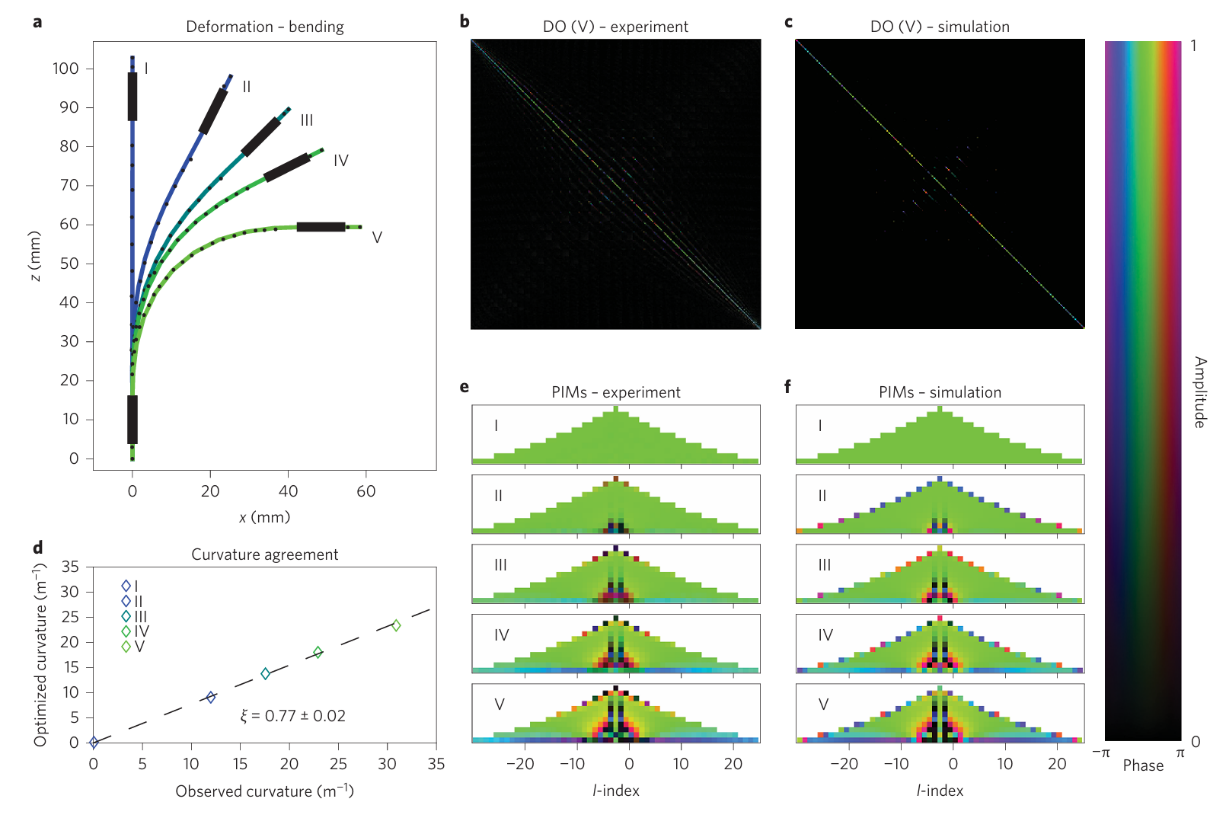 a
Deformation – bending
100
90
80
70
60
50
40
30
20
10
0
z (mm)
I
II
III
IV
V
0
20
40
60
x (mm)
b
DO (V) – experiment
c
DO (V) – simulation
1
Amplitude
0
−π
π
Phase
d
Curvature agreement
35
30
25
20
15
10
5
0
Optimized curvature (m⁻¹)
I
II
III
IV
V
ξ = 0.77 ± 0.02
0
5
10
15
20
25
30
35
Observed curvature (m⁻¹)
e
PIMs – experiment
I
II
III
IV
V
−20
−10
0
10
20
l-index
f
PIMs – simulation
I
II
III
IV
V
−20
−10
0
10
20
l-index